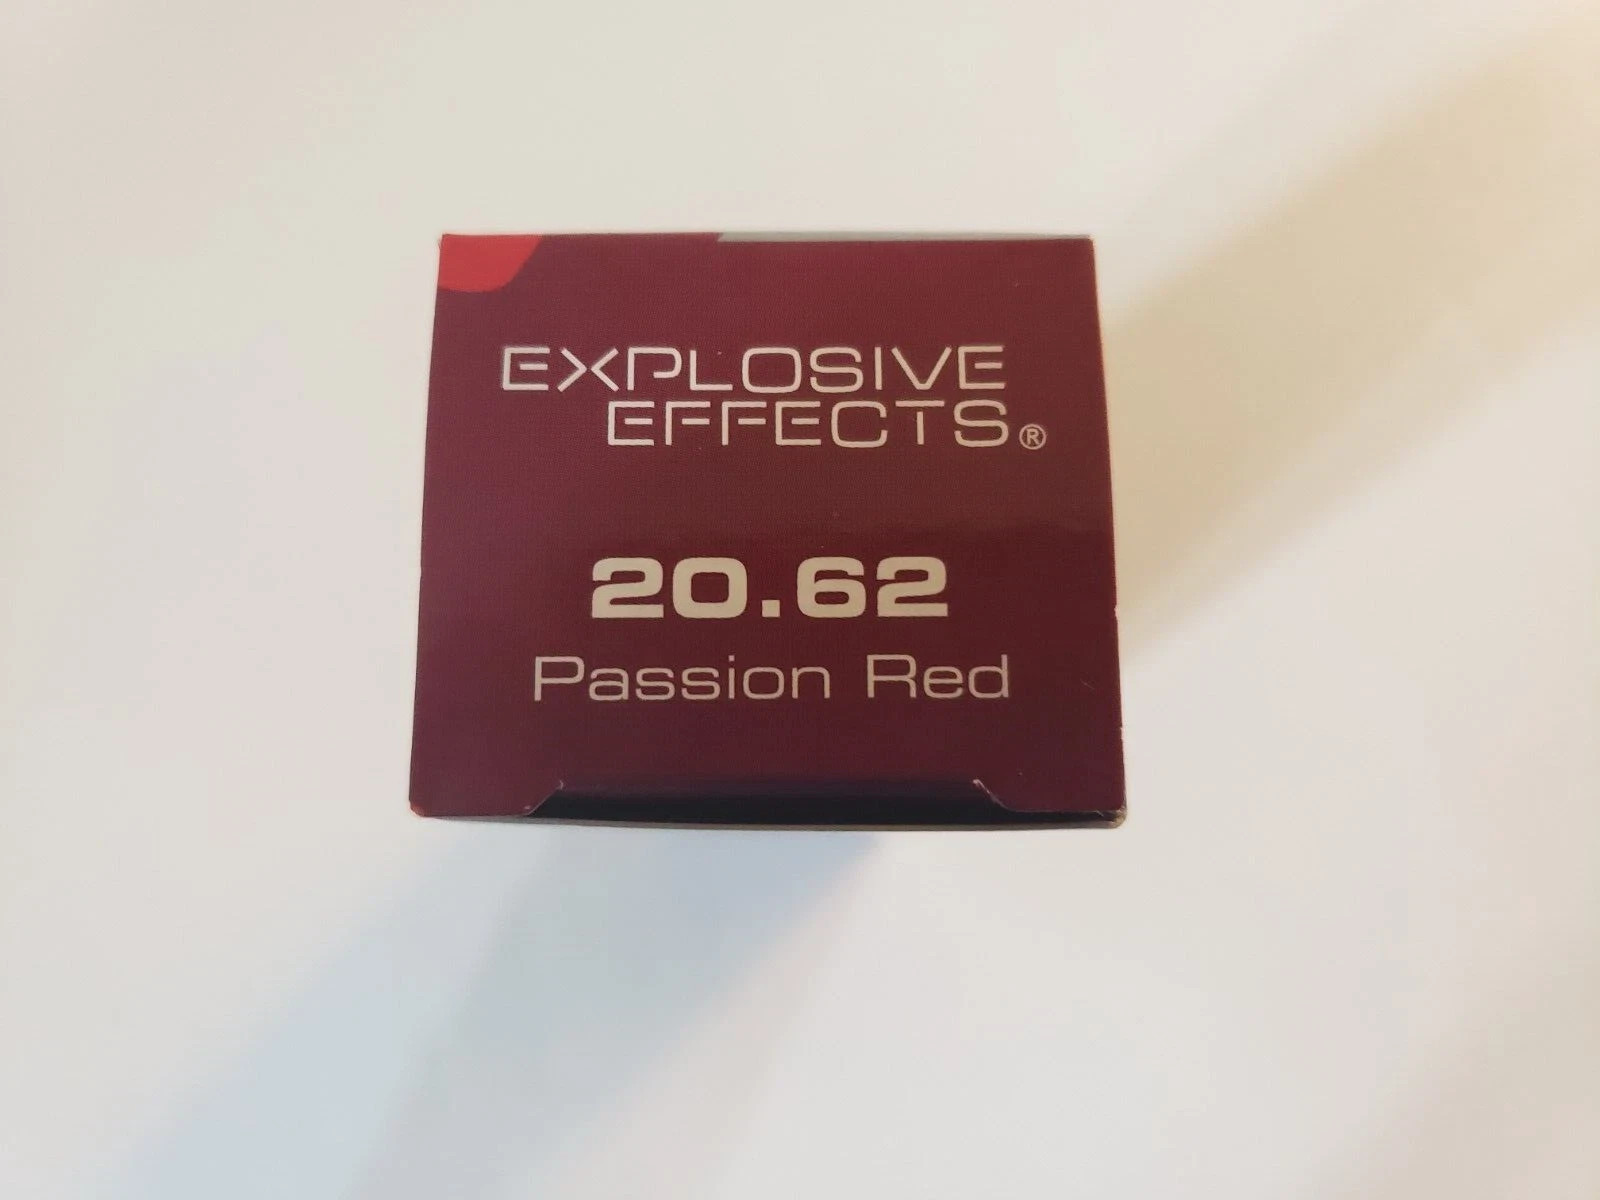 EXPLOSIVE
EFFECTS®
20.62
Passion Red